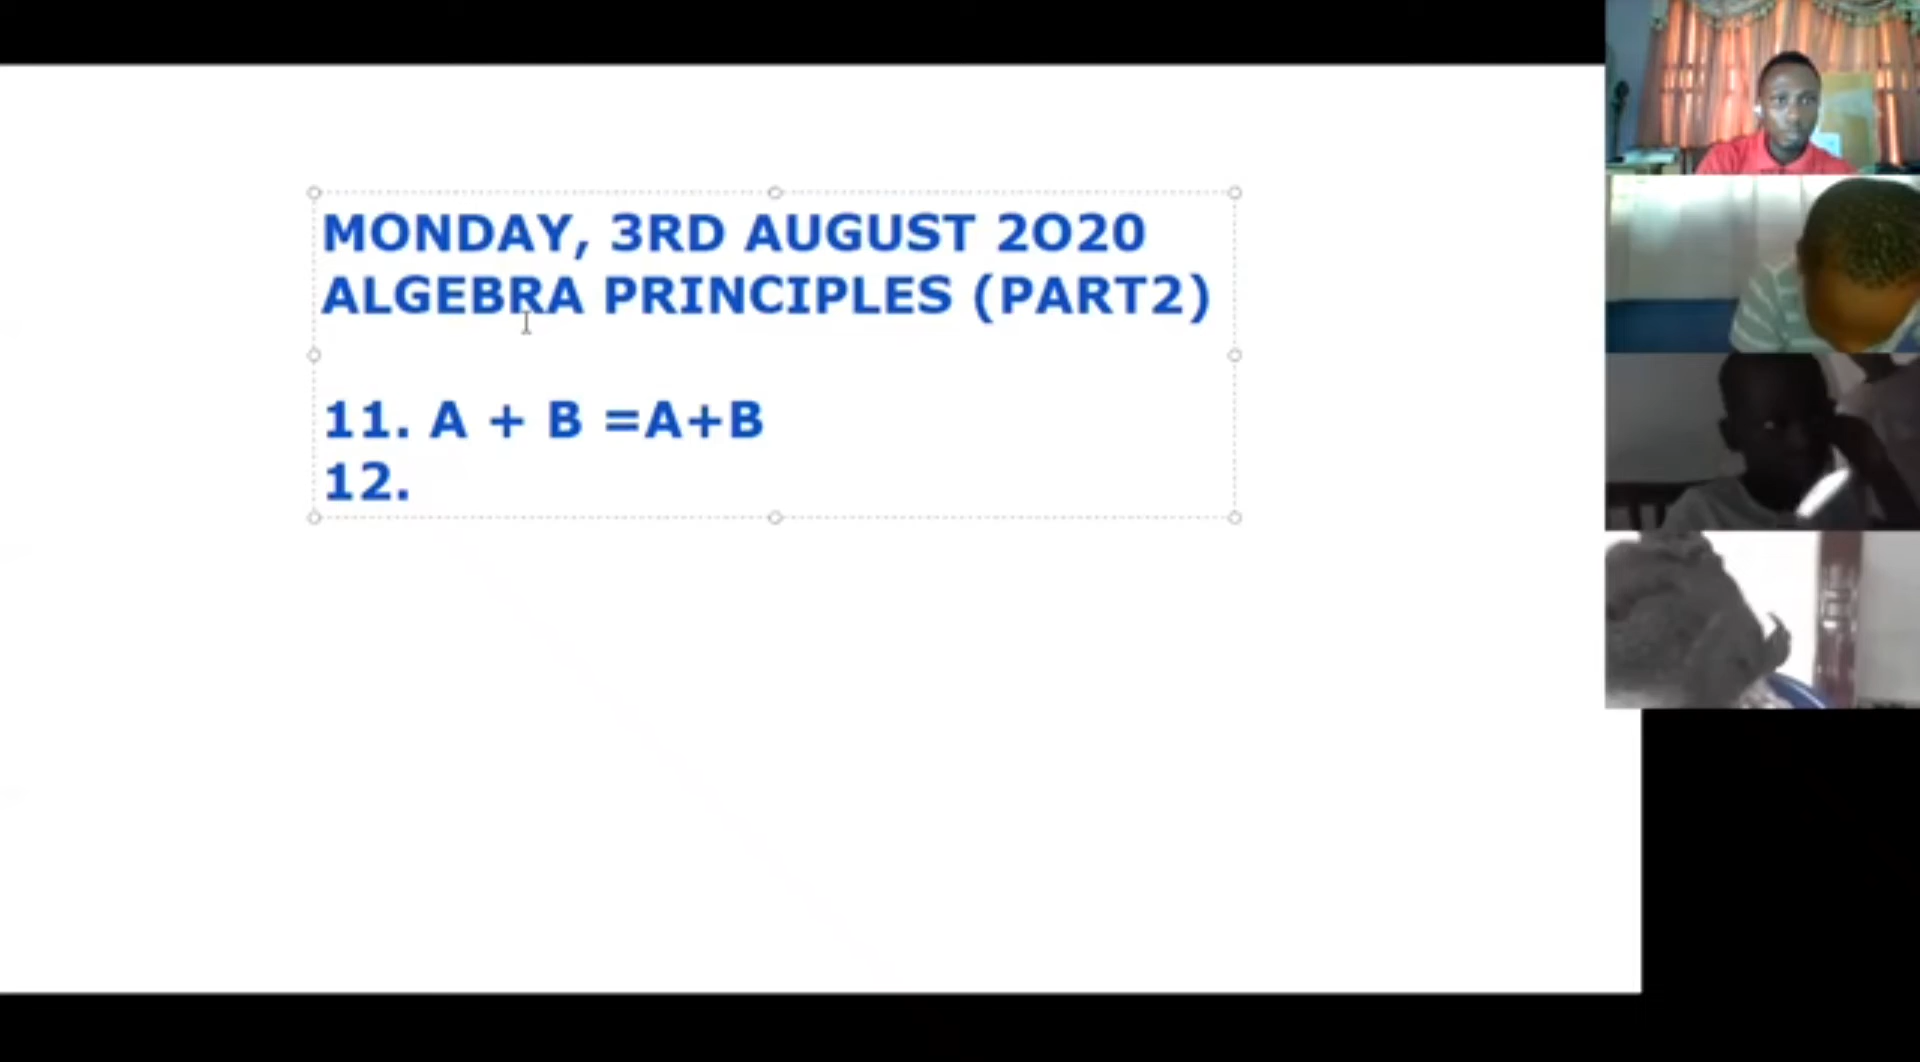 MONDAY, 3RD AUGUST 2O20
ALGEBRA PRINCIPLES (PART2)
11. A + B =A+B
12.